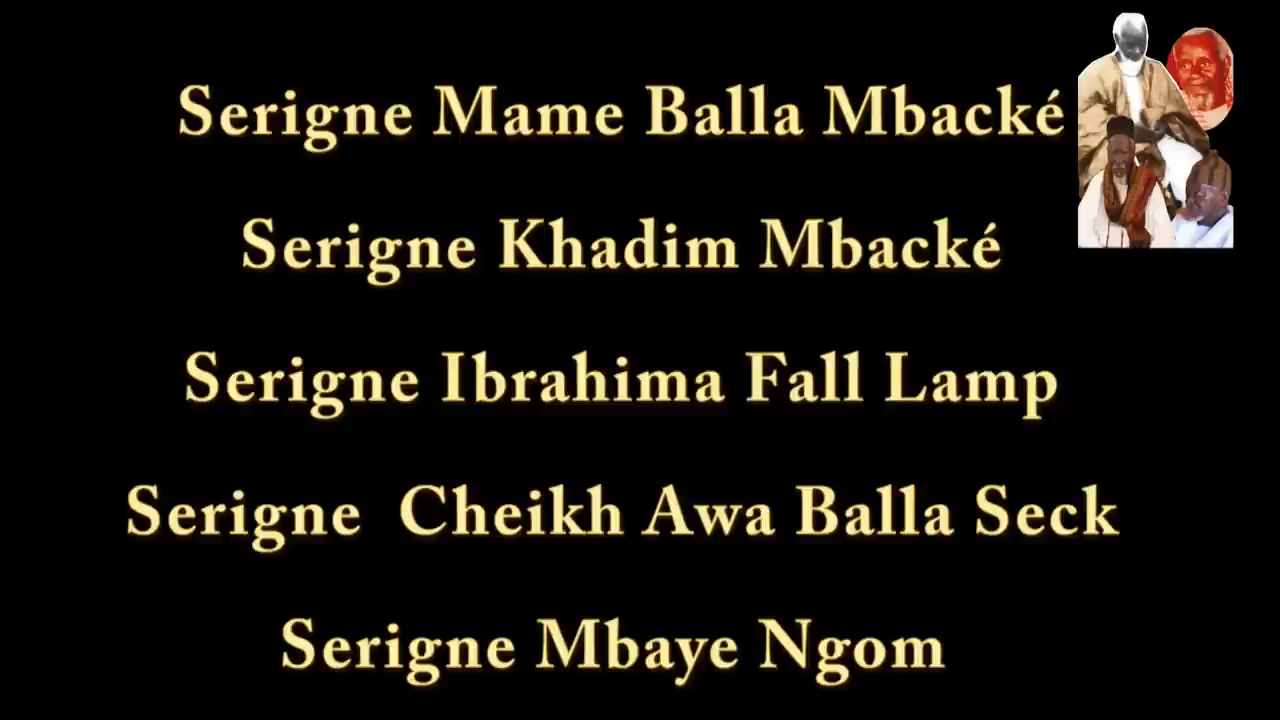 Serigne Mame Balla Mbacké
Serigne Khadim Mbacké
Serigne Ibrahima Fall Lamp
Serigne Cheikh Awa Balla Seck
Serigne Mbaye Ngom